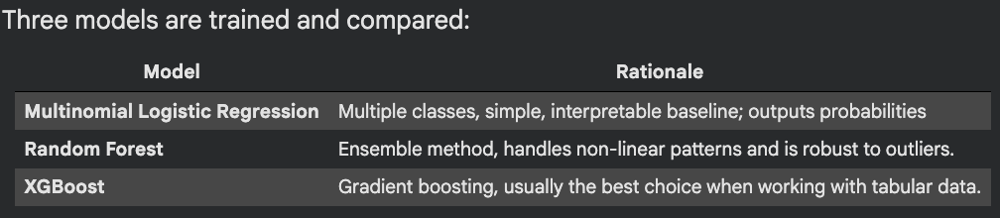 Three models are trained and compared:
Model Rationale
Multinomial Logistic Regression Multiple classes, simple, interpretable baseline; outputs probabilities
Random Forest Ensemble method, handles non-linear patterns and is robust to outliers.
XGBoost Gradient boosting, usually the best choice when working with tabular data.